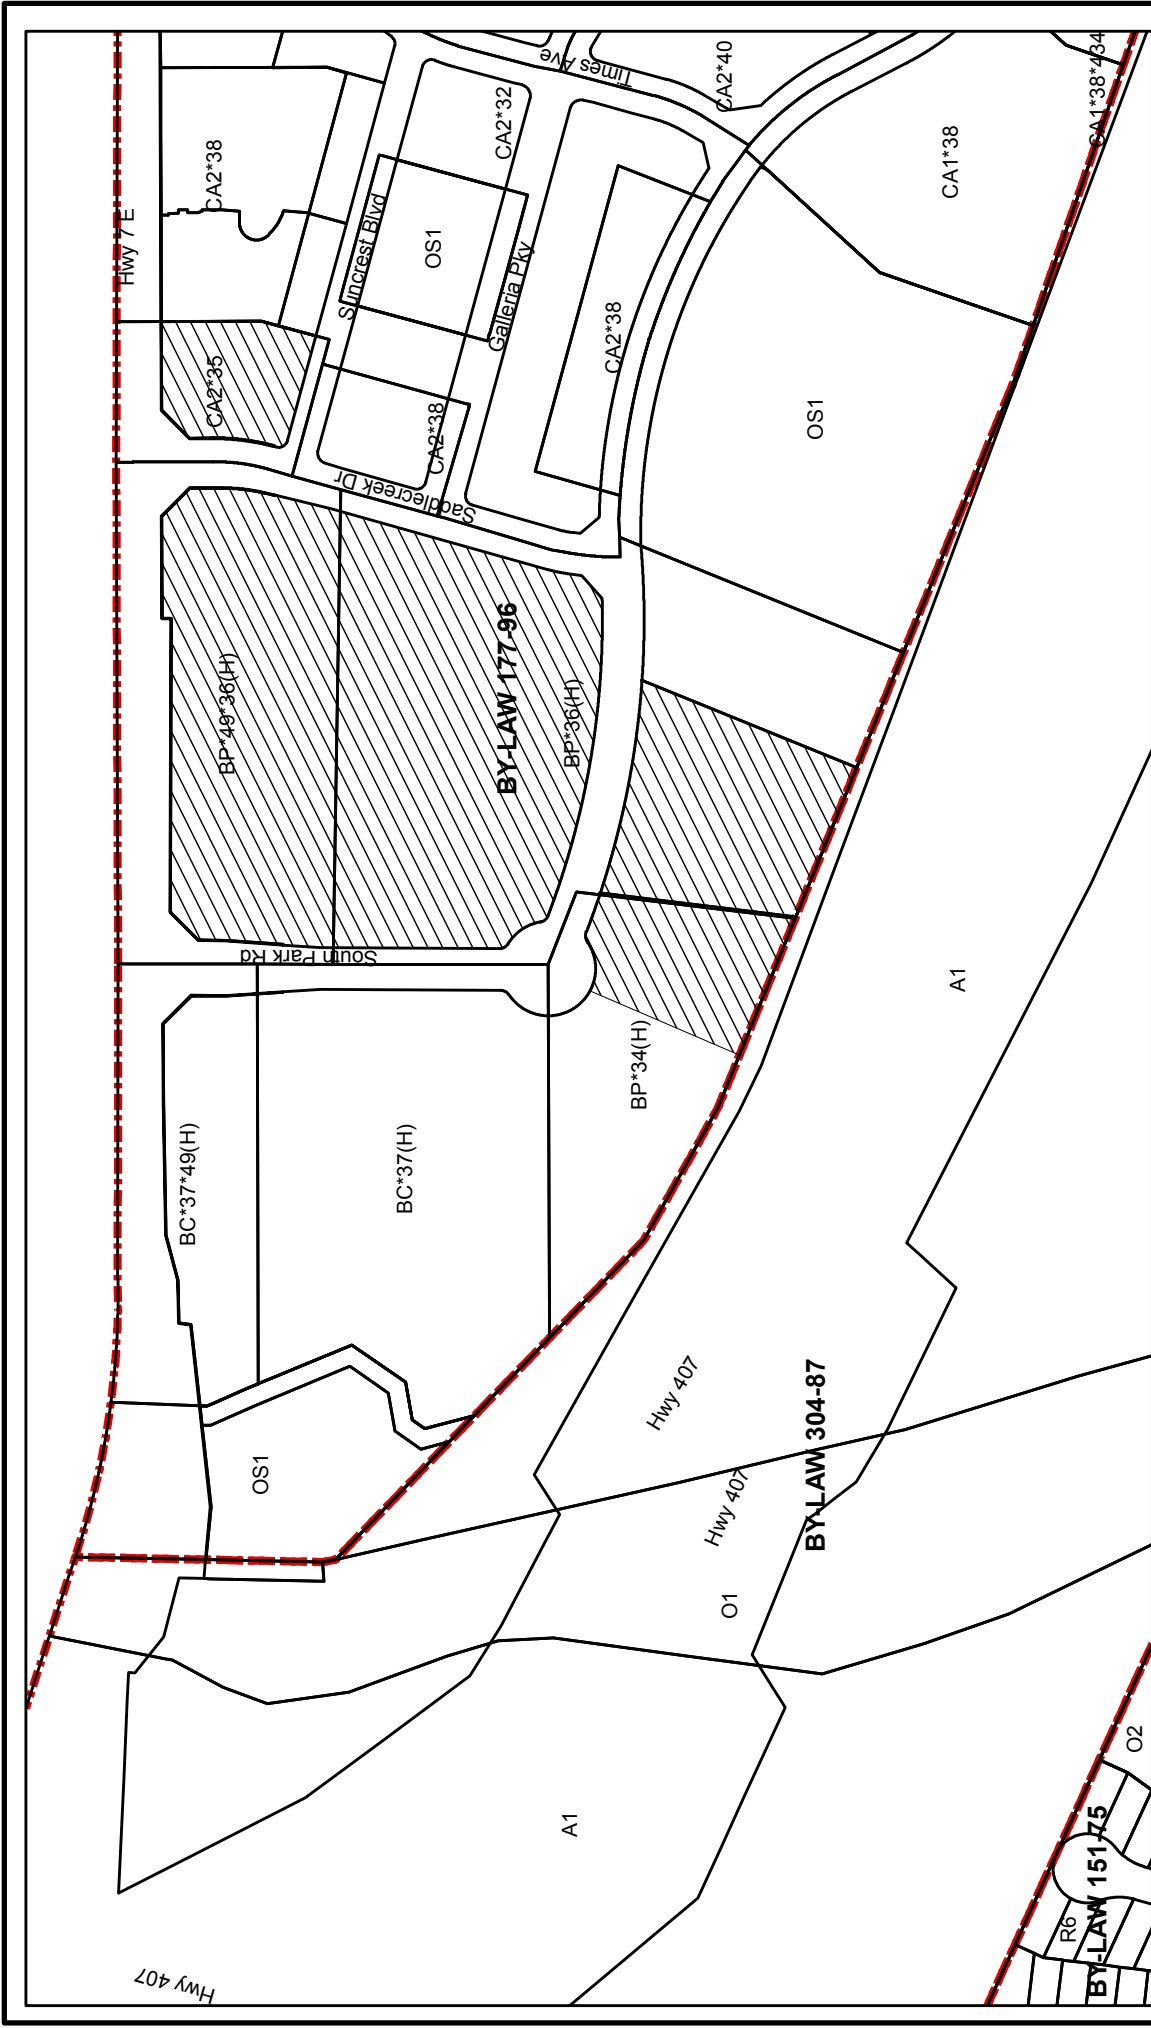 Hwy 407
A1
R6
BY-LAW 151-75
O2
OS1
O1
Hwy 407
BY-LAW 304-87
Hwy 407
BC*37*49(H)
BC*37(H)
BP*34(H)
A1
South Park Rd
BP*49*36(H)
BY-LAW 177-96
BP*36(H)
Saddlecreek Dr
CA2*35
CA2*38
OS1
CA2*38
Hwy 7 E
Suncrest Blvd
Galleria Pky
OS1
CA2*38
CA2*32
Times Ave
CA2*40
CA1*38
CA1*38*434